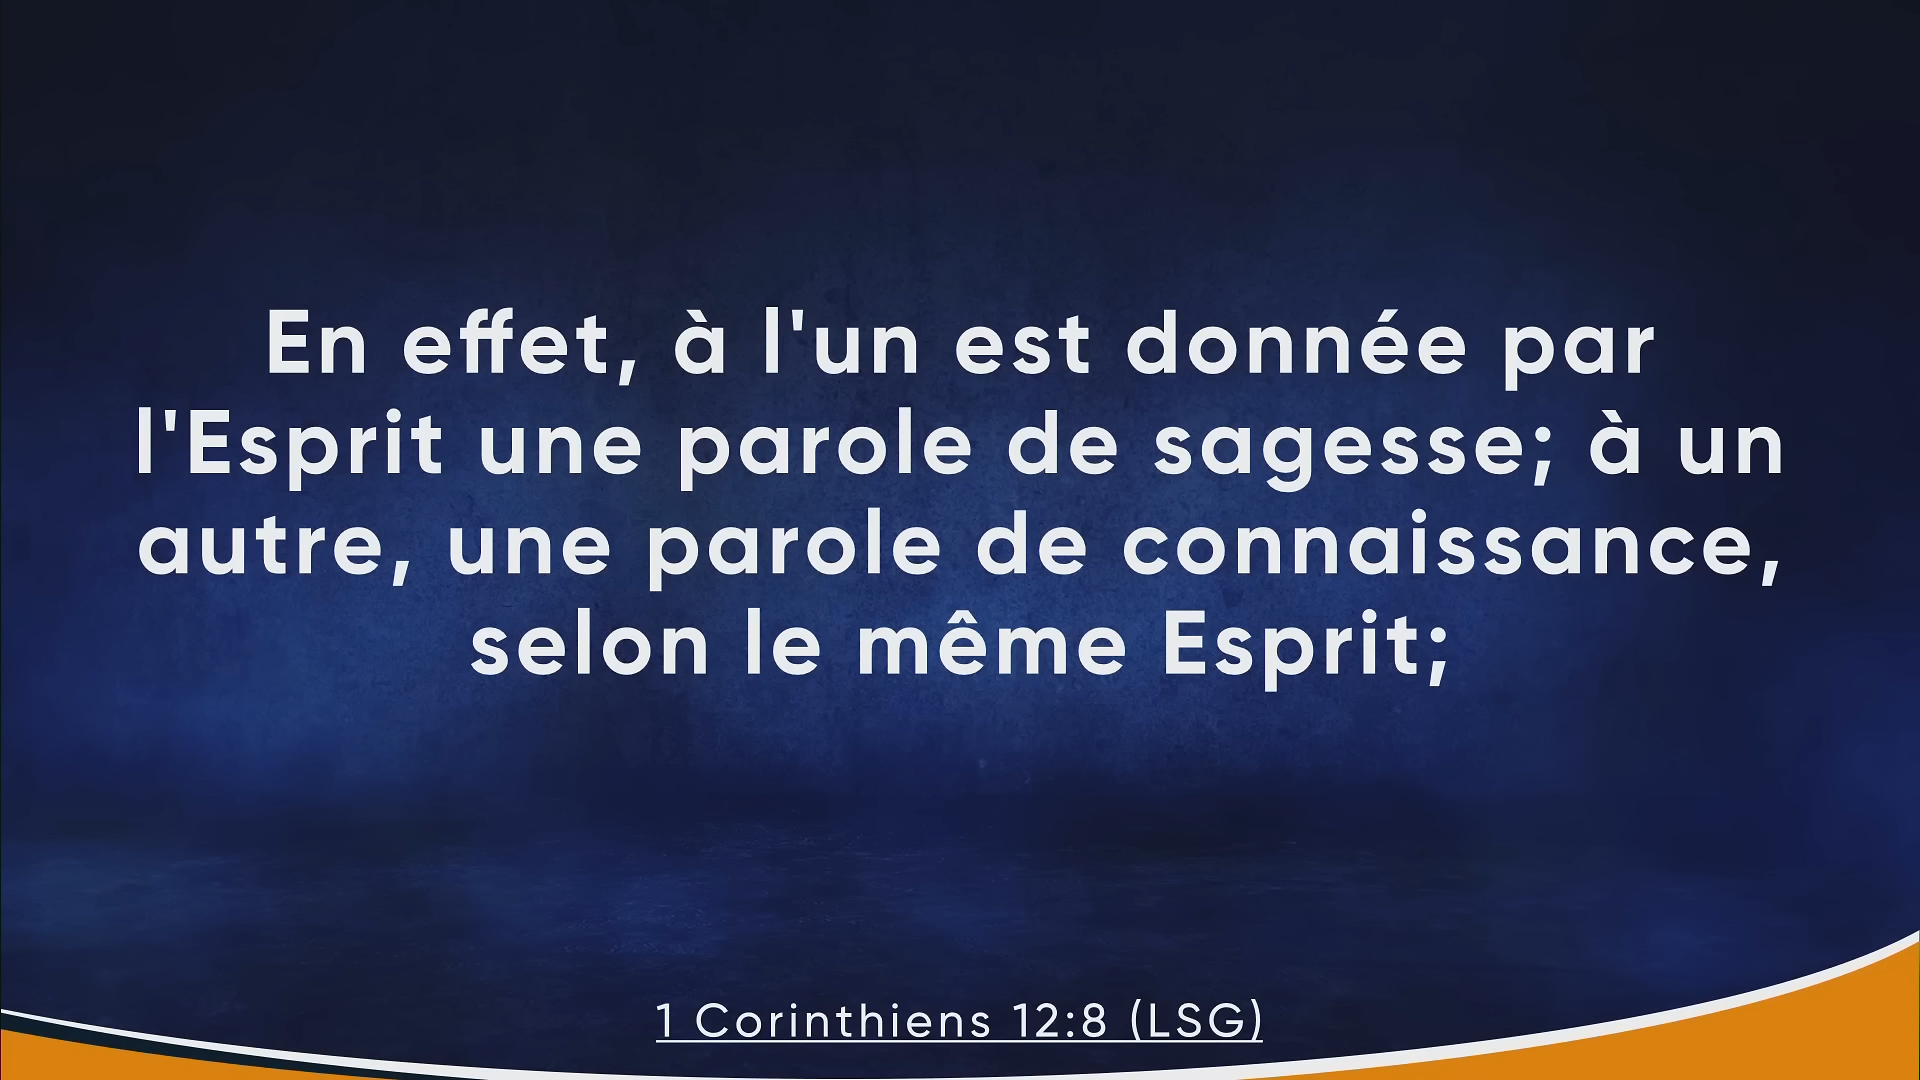 En effet, à l'un est donnée par
l'Esprit une parole de sagesse; à un
autre, une parole de connaissance,
selon le même Esprit;
1 Corinthiens 12:8 (LSG)